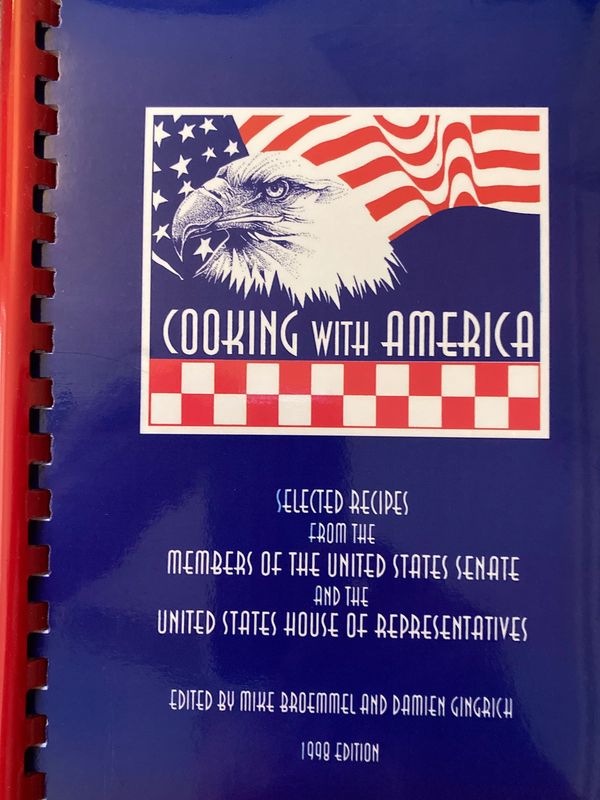 COOKING WITH AMERICA
SELECTED RECIPES
FROM THE
MEMBERS OF THE UNITED STATES SENATE
AND THE
UNITED STATES HOUSE OF REPRESENTATIVES
EDITED BY MIKE BROEMMEL AND DAMIEN GINGRICH
1998 EDITION